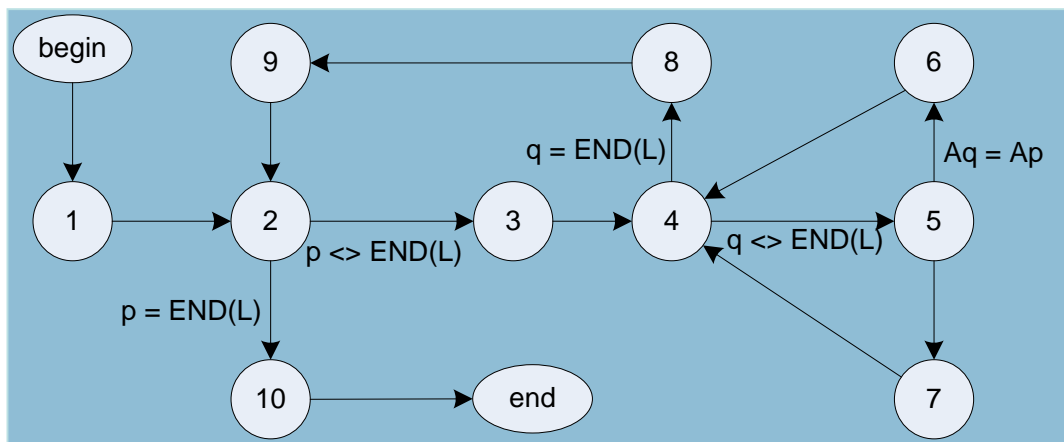 begin
9
8
6
q = END(L)
Aq = Ap
1
2
3
4
5
p <> END(L)
q <> END(L)
p = END(L)
10
end
7